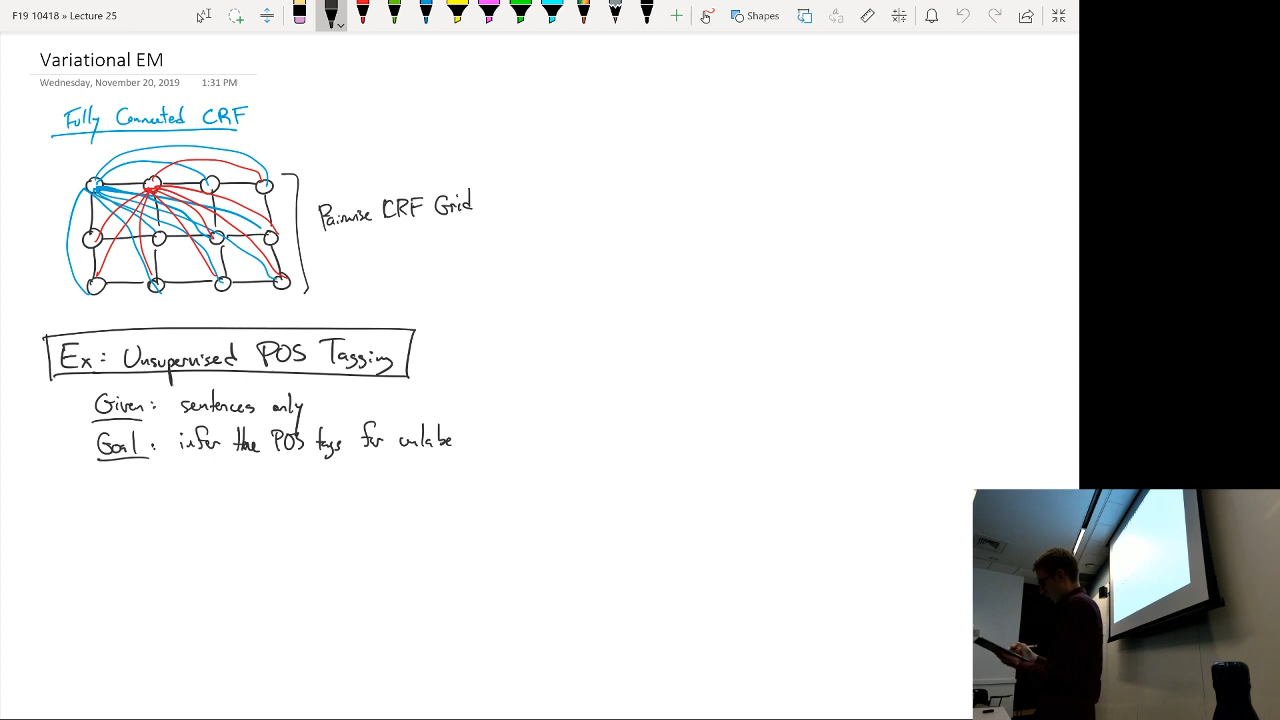 F19 10418 » Lecture 23
Shapes
Variational EM
Wednesday, November 20, 2019 1:31 PM
Fully Connected CRF
Pairwise CRF Grid
Ex: Unsupervised POS Tagging
Given: sentences only
Goal: infer the POS tags for unlabe